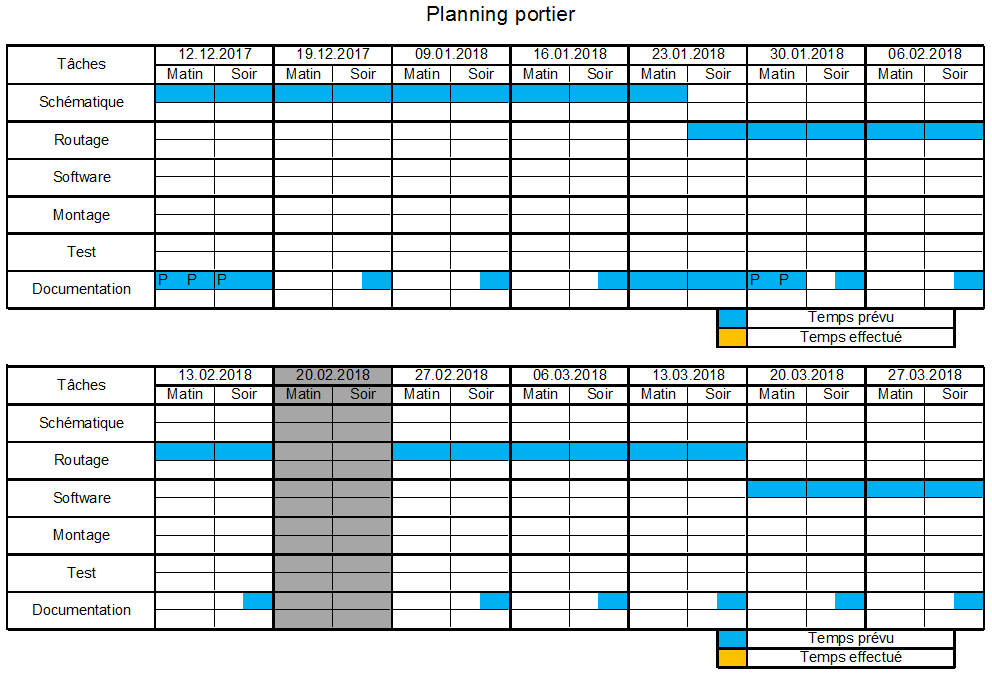 Planning portier
Tâches 12.12.2017 19.12.2017 09.01.2018 16.01.2018 23.01.2018 30.01.2018 06.02.2018
Matin Soir Matin Soir Matin Soir Matin Soir Matin Soir Matin Soir Matin Soir
Schématique
Routage
Software
Montage
Test
Documentation P P P P P
Temps prévu
Temps effectué
Tâches 13.02.2018 20.02.2018 27.02.2018 06.03.2018 13.03.2018 20.03.2018 27.03.2018
Matin Soir Matin Soir Matin Soir Matin Soir Matin Soir Matin Soir Matin Soir
Schématique
Routage
Software
Montage
Test
Documentation
Temps prévu
Temps effectué